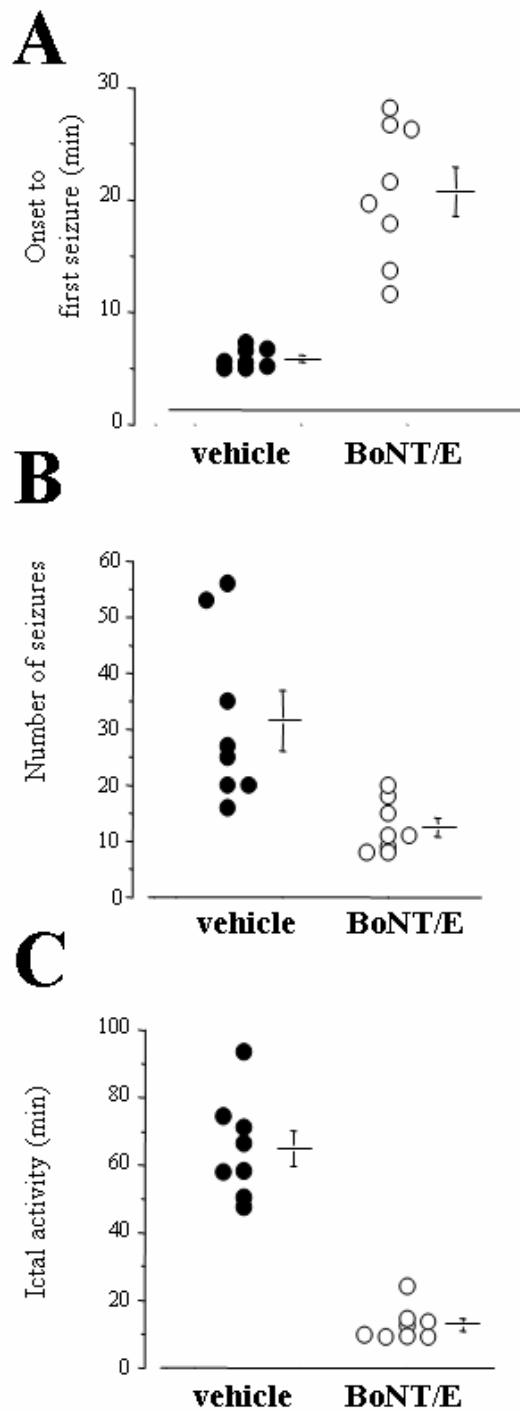 A
Onset to
first seizure (min)
30
20
10
0
vehicle BoNT/E
B
Number of seizures
60
50
40
30
20
10
0
vehicle BoNT/E
C
Ictal activity (min)
100
80
60
40
20
0
vehicle BoNT/E